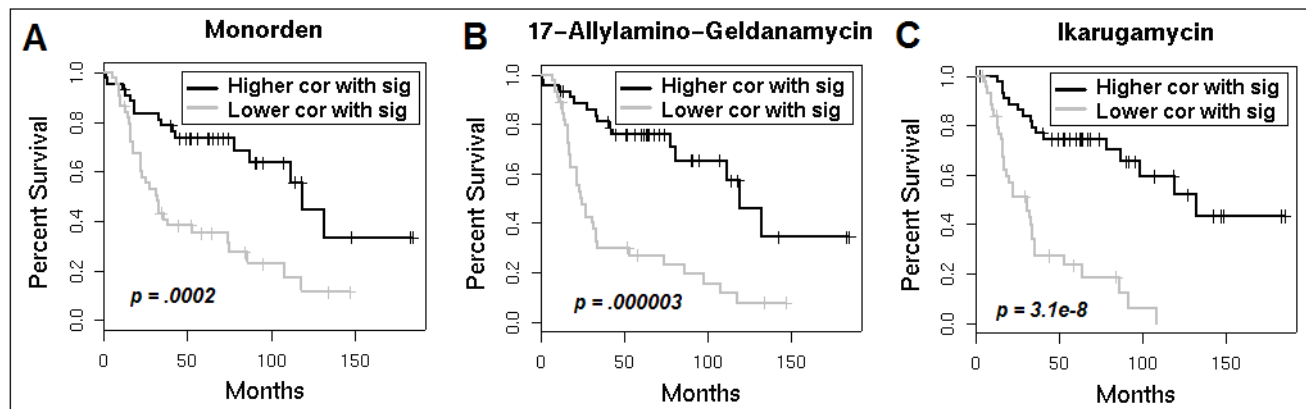 A
Monorden
Percent Survival
1.0
0.8
0.6
0.4
0.2
0.0
Higher cor with sig
Lower cor with sig
p = .0002
0 50 100 150
Months
B
17-Allylamino-Geldanamycin
Percent Survival
1.0
0.8
0.6
0.4
0.2
0.0
Higher cor with sig
Lower cor with sig
p = .000003
0 50 100 150
Months
C
Ikarugamycin
Percent Survival
1.0
0.8
0.6
0.4
0.2
0.0
Higher cor with sig
Lower cor with sig
p = 3.1e-8
0 50 100 150
Months